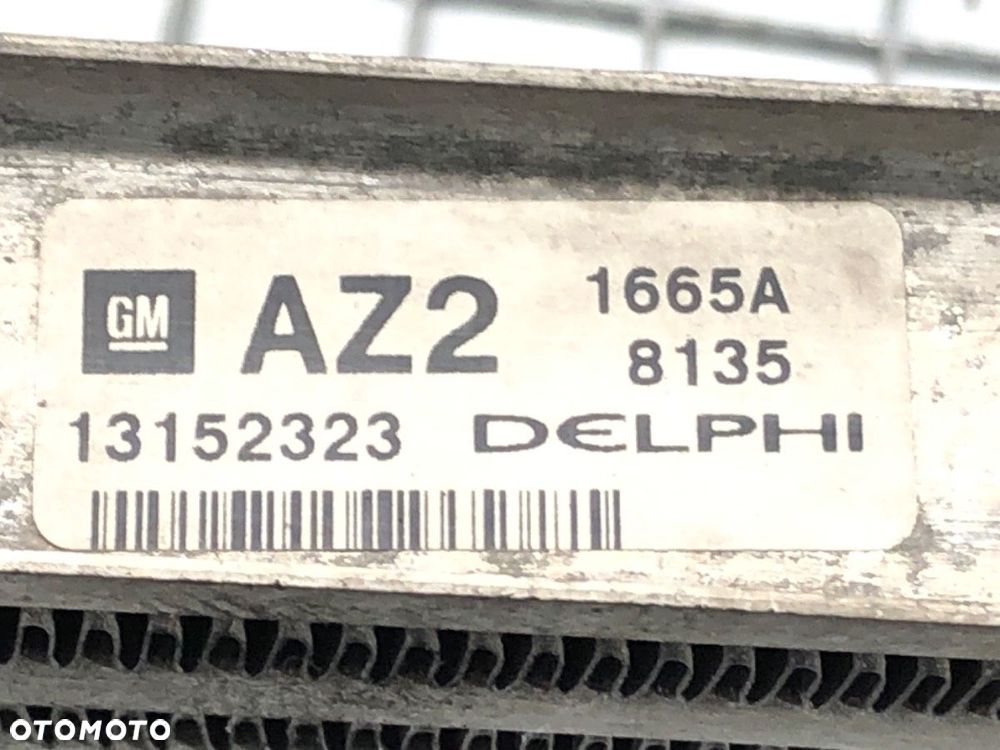 GM AZ2 1665A
8135
13152323 DELPHI
OTOMOTO